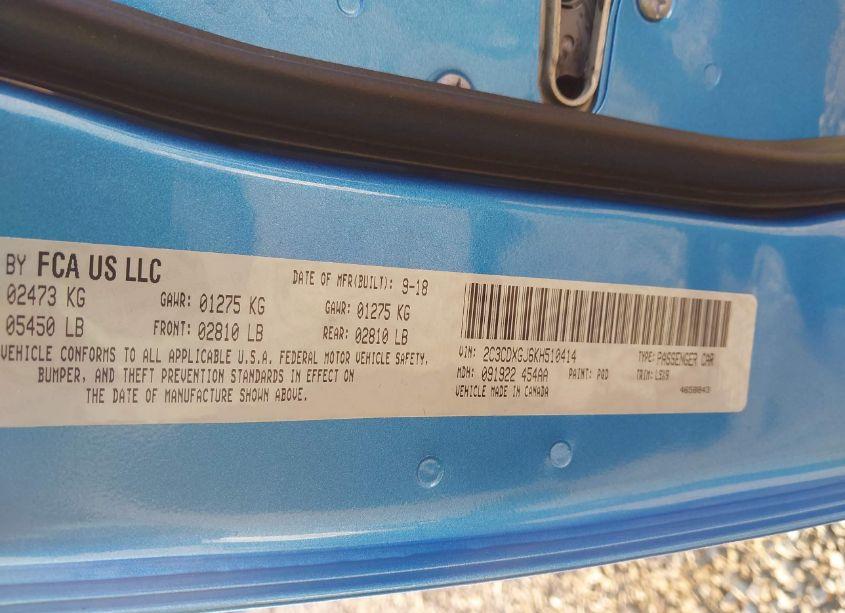 BY FCA US LLC
DATE OF MFR(BUILT): 9-18
02473 KG GAWR: 01275 KG GAWR: 01275 KG
05450 LB FRONT: 02810 LB REAR: 02810 LB
VEHICLE CONFORMS TO ALL APPLICABLE U.S.A. FEDERAL MOTOR VEHICLE SAFETY,
BUMPER, AND THEFT PREVENTION STANDARDS IN EFFECT ON
THE DATE OF MANUFACTURE SHOWN ABOVE.
VIN: 2C3CDXGJ6KH510414 TYPE: PASSENGER CAR
MDH: 091922 454AA PAINT: PQD TRIM: LSX9
VEHICLE MADE IN CANADA